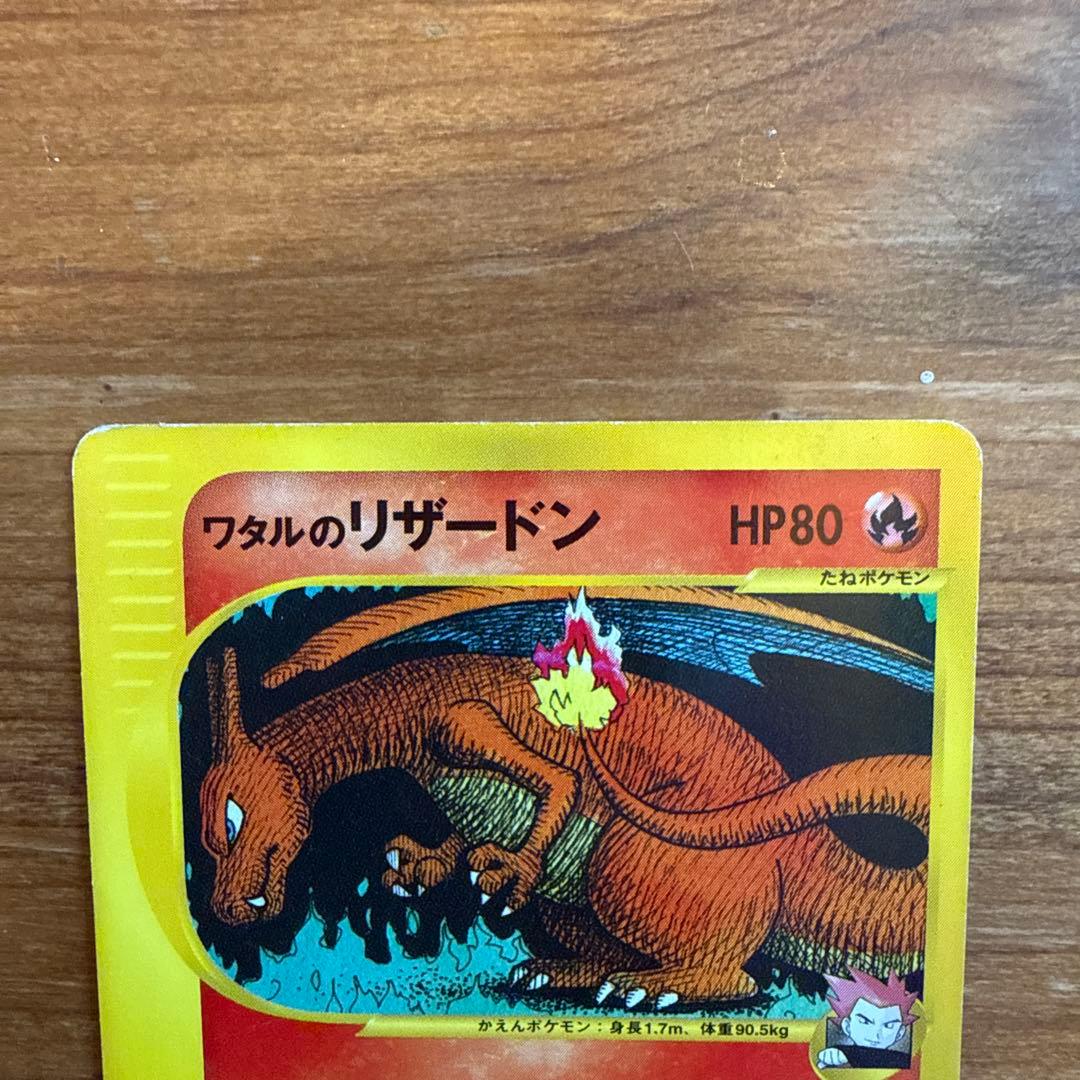 ワタルのリザードン HP80
たねポケモン
かえんポケモン：身長1.7m、体重90.5kg